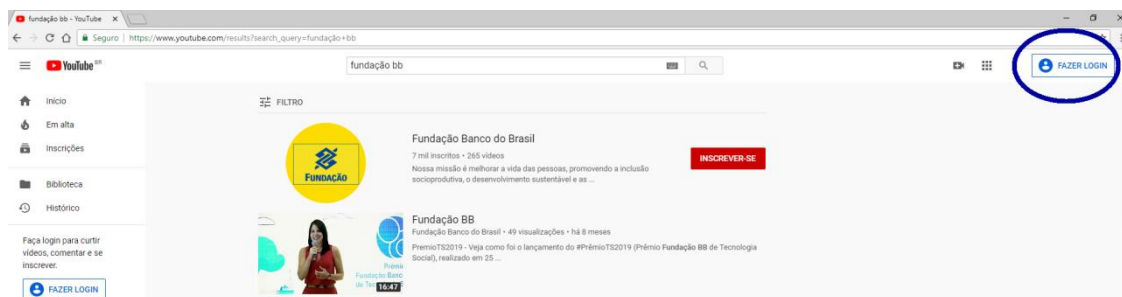 fundação bb - YouTube
Seguro | https://www.youtube.com/results?search_query=fundação+bb
YouTube BR
fundação bb
FAZER LOGIN
Início
Em alta
Inscrições
Biblioteca
Histórico
Faça login para curtir
vídeos, comentar e se
inscrever.
FAZER LOGIN
FILTRO
FUNDAÇÃO
Fundação Banco do Brasil
7 mil inscritos • 265 vídeos
Nossa missão é melhorar a vida das pessoas, promovendo a inclusão
socioprodutiva, o desenvolvimento sustentável e as ...
INSCREVER-SE
Fundação
16:47
Fundação BB
Fundação Banco do Brasil • 49 visualizações • há 8 meses
PremioTS2019 - Veja como foi o lançamento do #PrêmioTS2019 (Prêmio Fundação BB de Tecnologia
Social), realizado em 25 ...